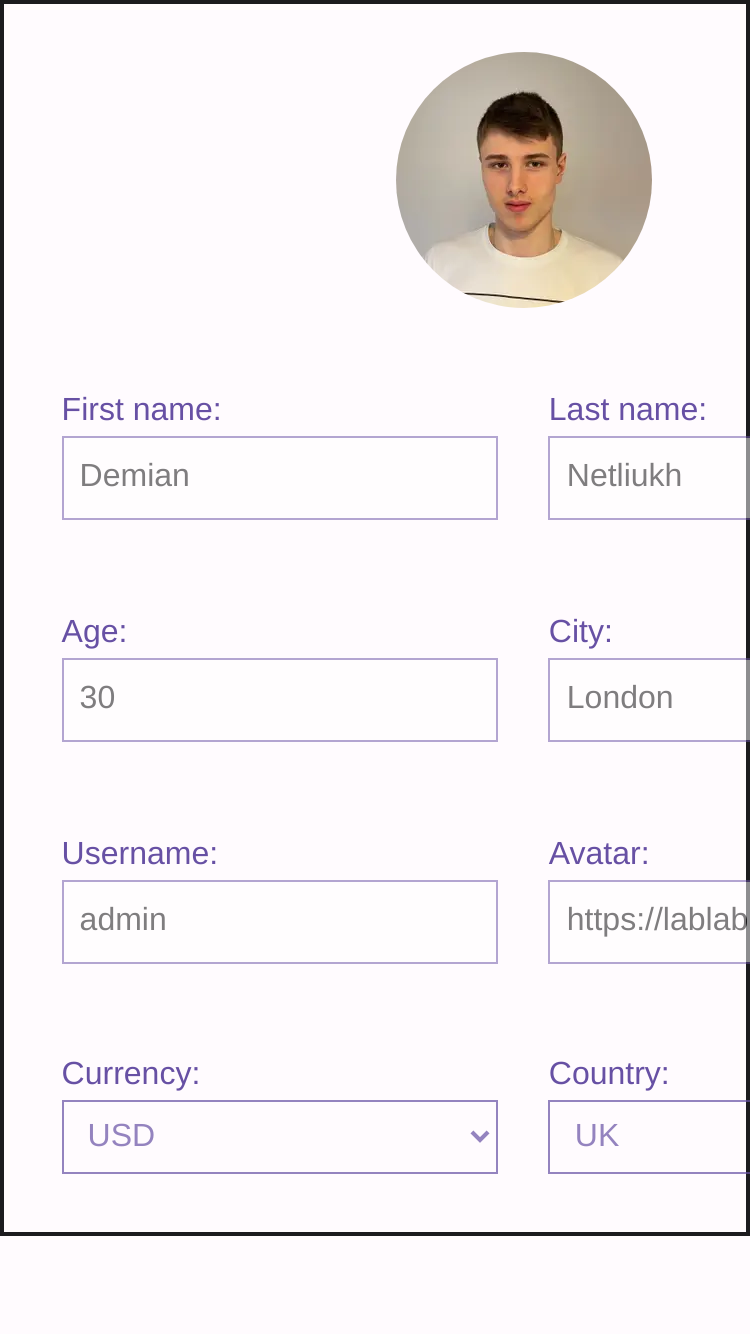 First name: Last name:
Demian Netliukh
Age: City:
30 London
Username: Avatar:
admin https://lablab
Currency: Country:
USD UK